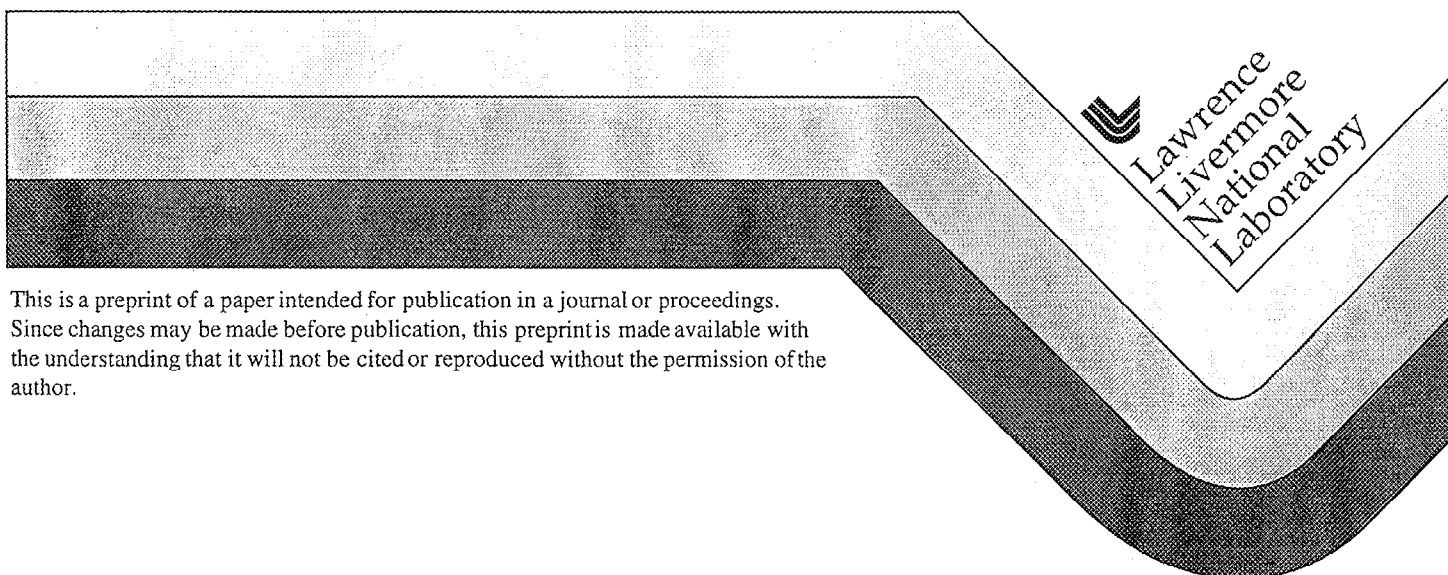 Lawrence
Livermore
National
Laboratory
This is a preprint of a paper intended for publication in a journal or proceedings.
Since changes may be made before publication, this preprint is made available with
the understanding that it will not be cited or reproduced without the permission of the
author.